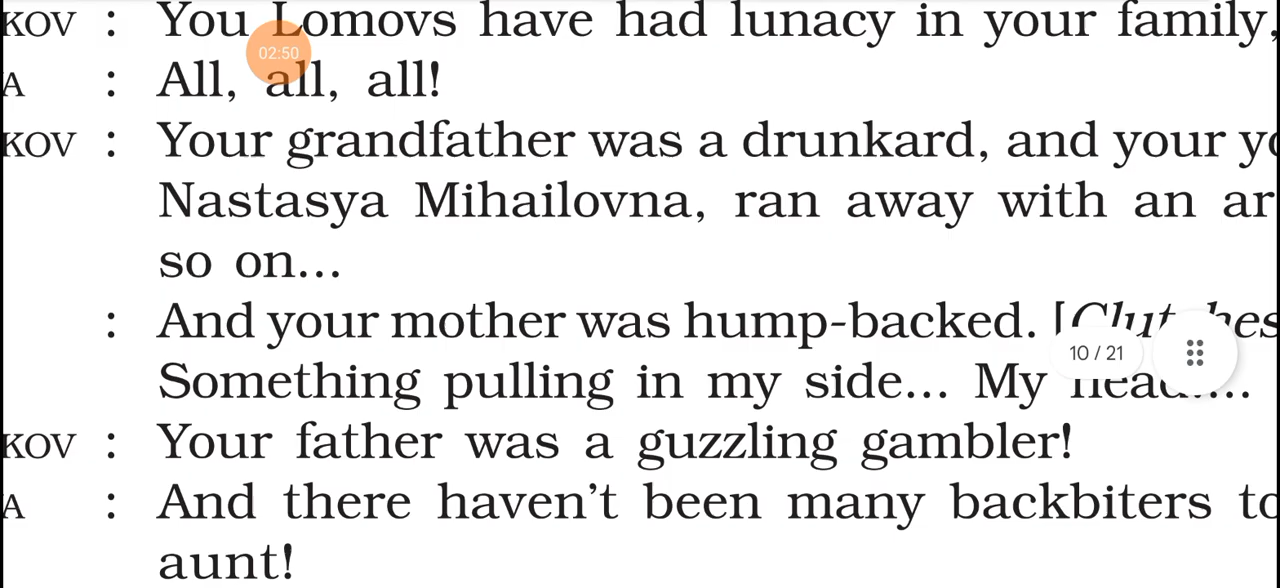 KOV : You Lomovs have had lunacy in your family,
02:50
A : All, all, all!
KOV : Your grandfather was a drunkard, and your
Nastasya Mihailovna, ran away with an
so on...
: And your mother was hump-backed. [Clutches
10 / 21
Something pulling in my side... My head....
KOV : Your father was a guzzling gambler!
A : And there haven't been many backbiters to
aunt!